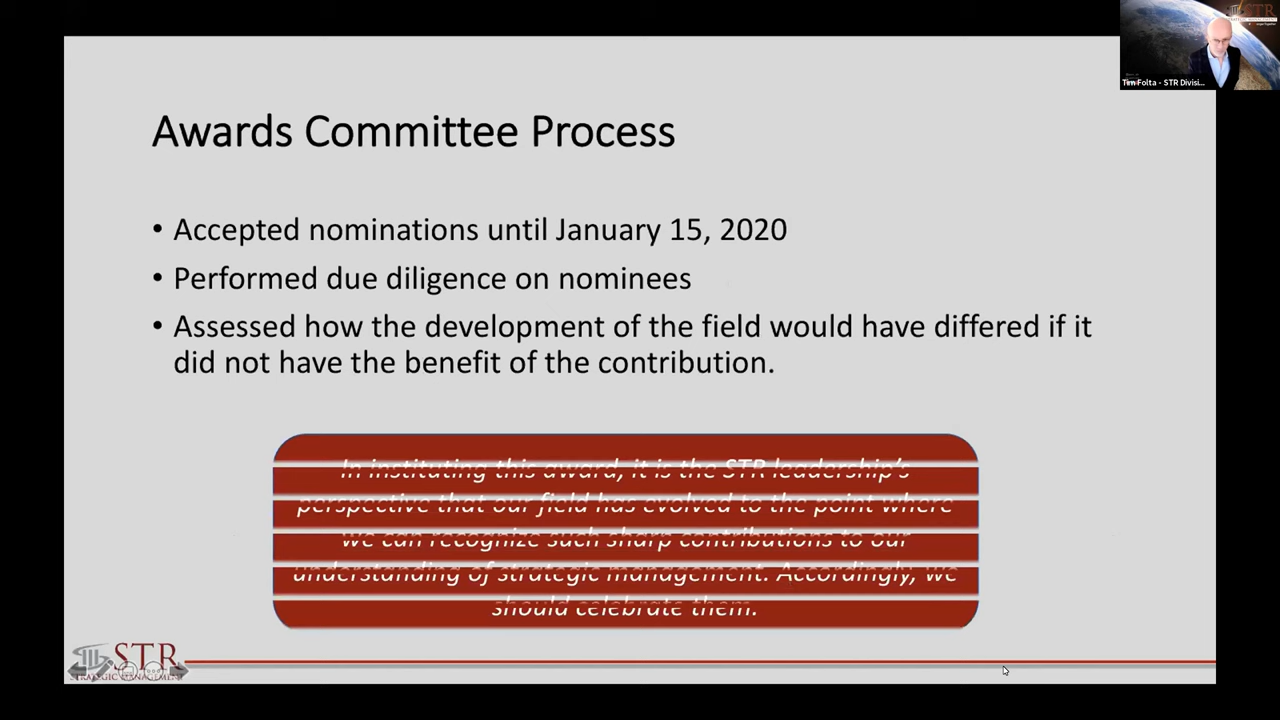 STR
Tim Folta - STR Divisi...
Awards Committee Process
• Accepted nominations until January 15, 2020
• Performed due diligence on nominees
• Assessed how the development of the field would have differed if it
did not have the benefit of the contribution.
In instituting this award, it is the STR leadership's
perspective that our field has evolved to the point where
we can recognize such sharp contributions to our
understanding of strategic management. Accordingly, we
should celebrate them.
STR
STRATEGIC MANAGEMENT